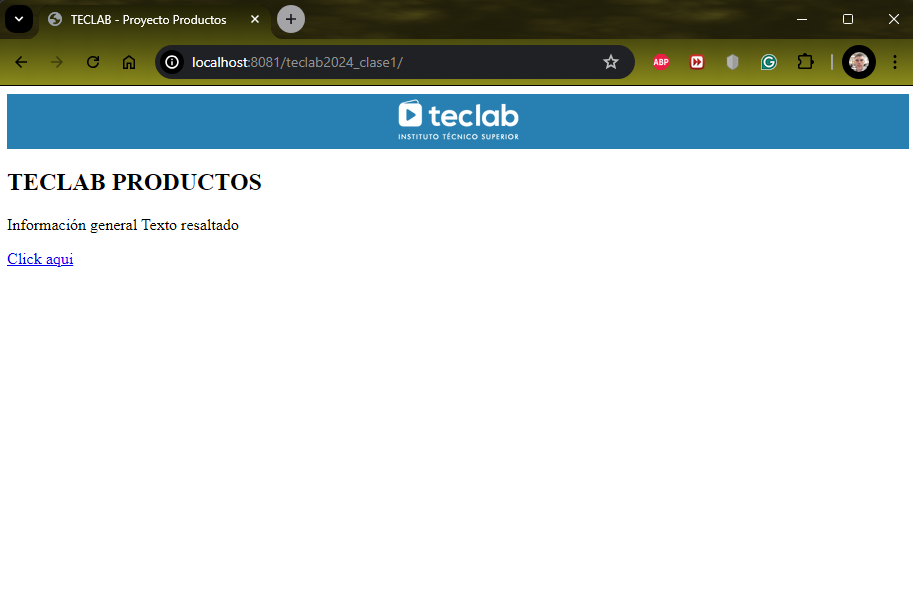 TECLAB - Proyecto Productos
localhost:8081/teclab2024_clase1/
ABP
teclab
INSTITUTO TÉCNICO SUPERIOR
TECLAB PRODUCTOS
Información general Texto resaltado
Click aqui